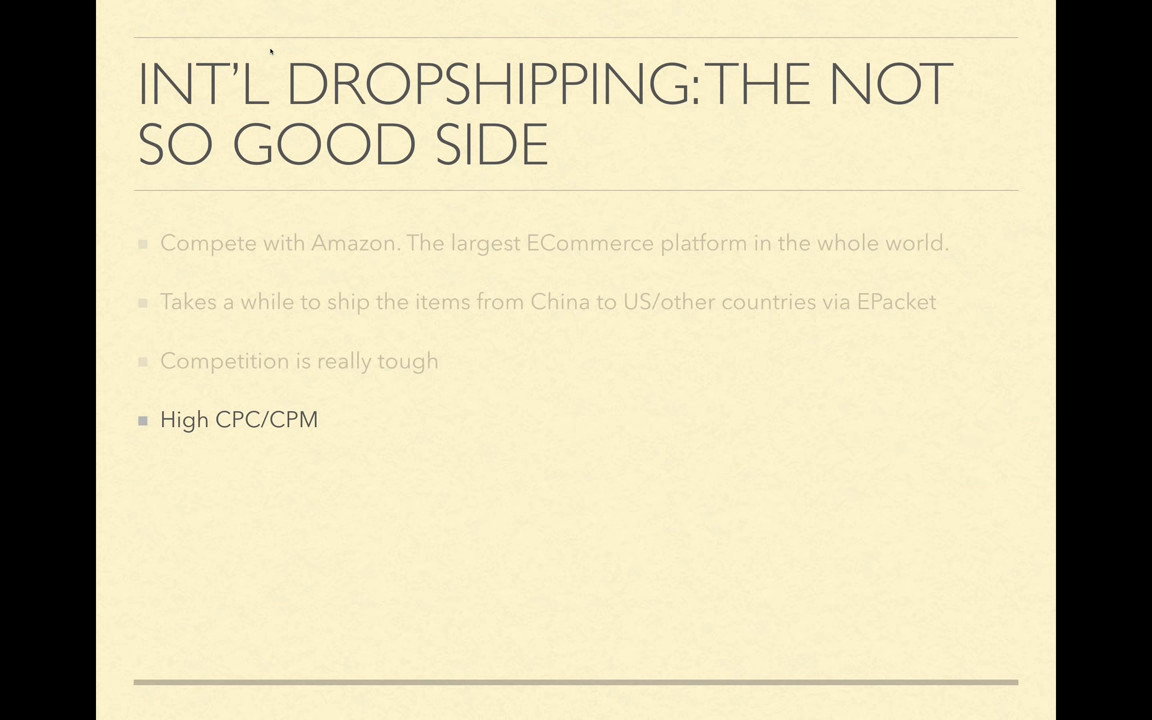 INT’L DROPSHIPPING: THE NOT
SO GOOD SIDE
Compete with Amazon. The largest ECommerce platform in the whole world.
Takes a while to ship the items from China to US/other countries via EPacket
Competition is really tough
High CPC/CPM